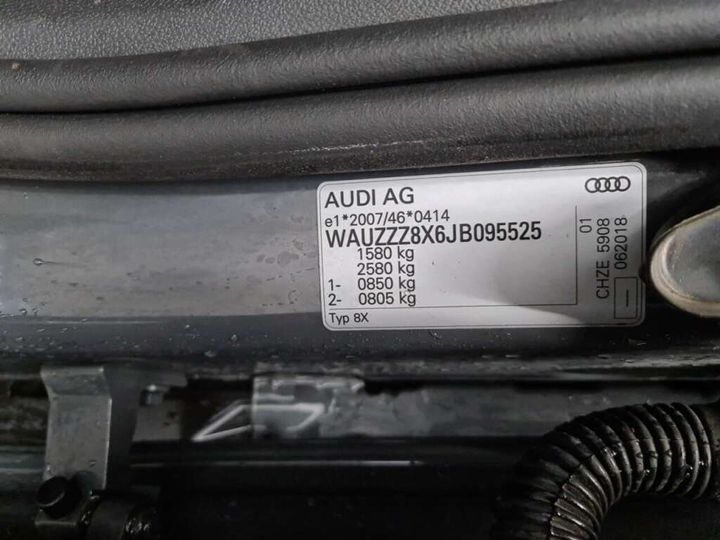 AUDI AG
e1*2007/46*0414
WAUZZZ8X6JB095525
1580 kg
2580 kg
1- 0850 kg
2- 0805 kg
Typ 8X
01
CHZE 5908
062018